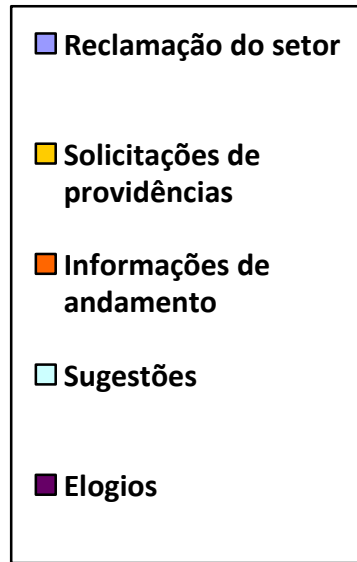 Reclamação do setor
Solicitações de
providências
Informações de
andamento
Sugestões
Elogios